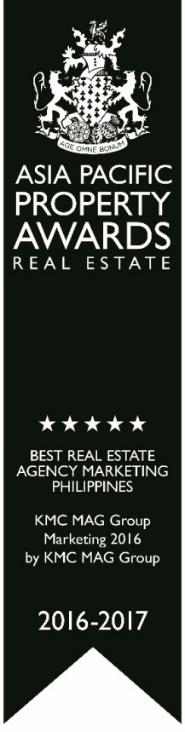 AGE OMNE BONUM
ASIA PACIFIC
PROPERTY
AWARDS
REAL ESTATE
BEST REAL ESTATE
AGENCY MARKETING
PHILIPPINES
KMC MAG Group
Marketing 2016
by KMC MAG Group
2016-2017